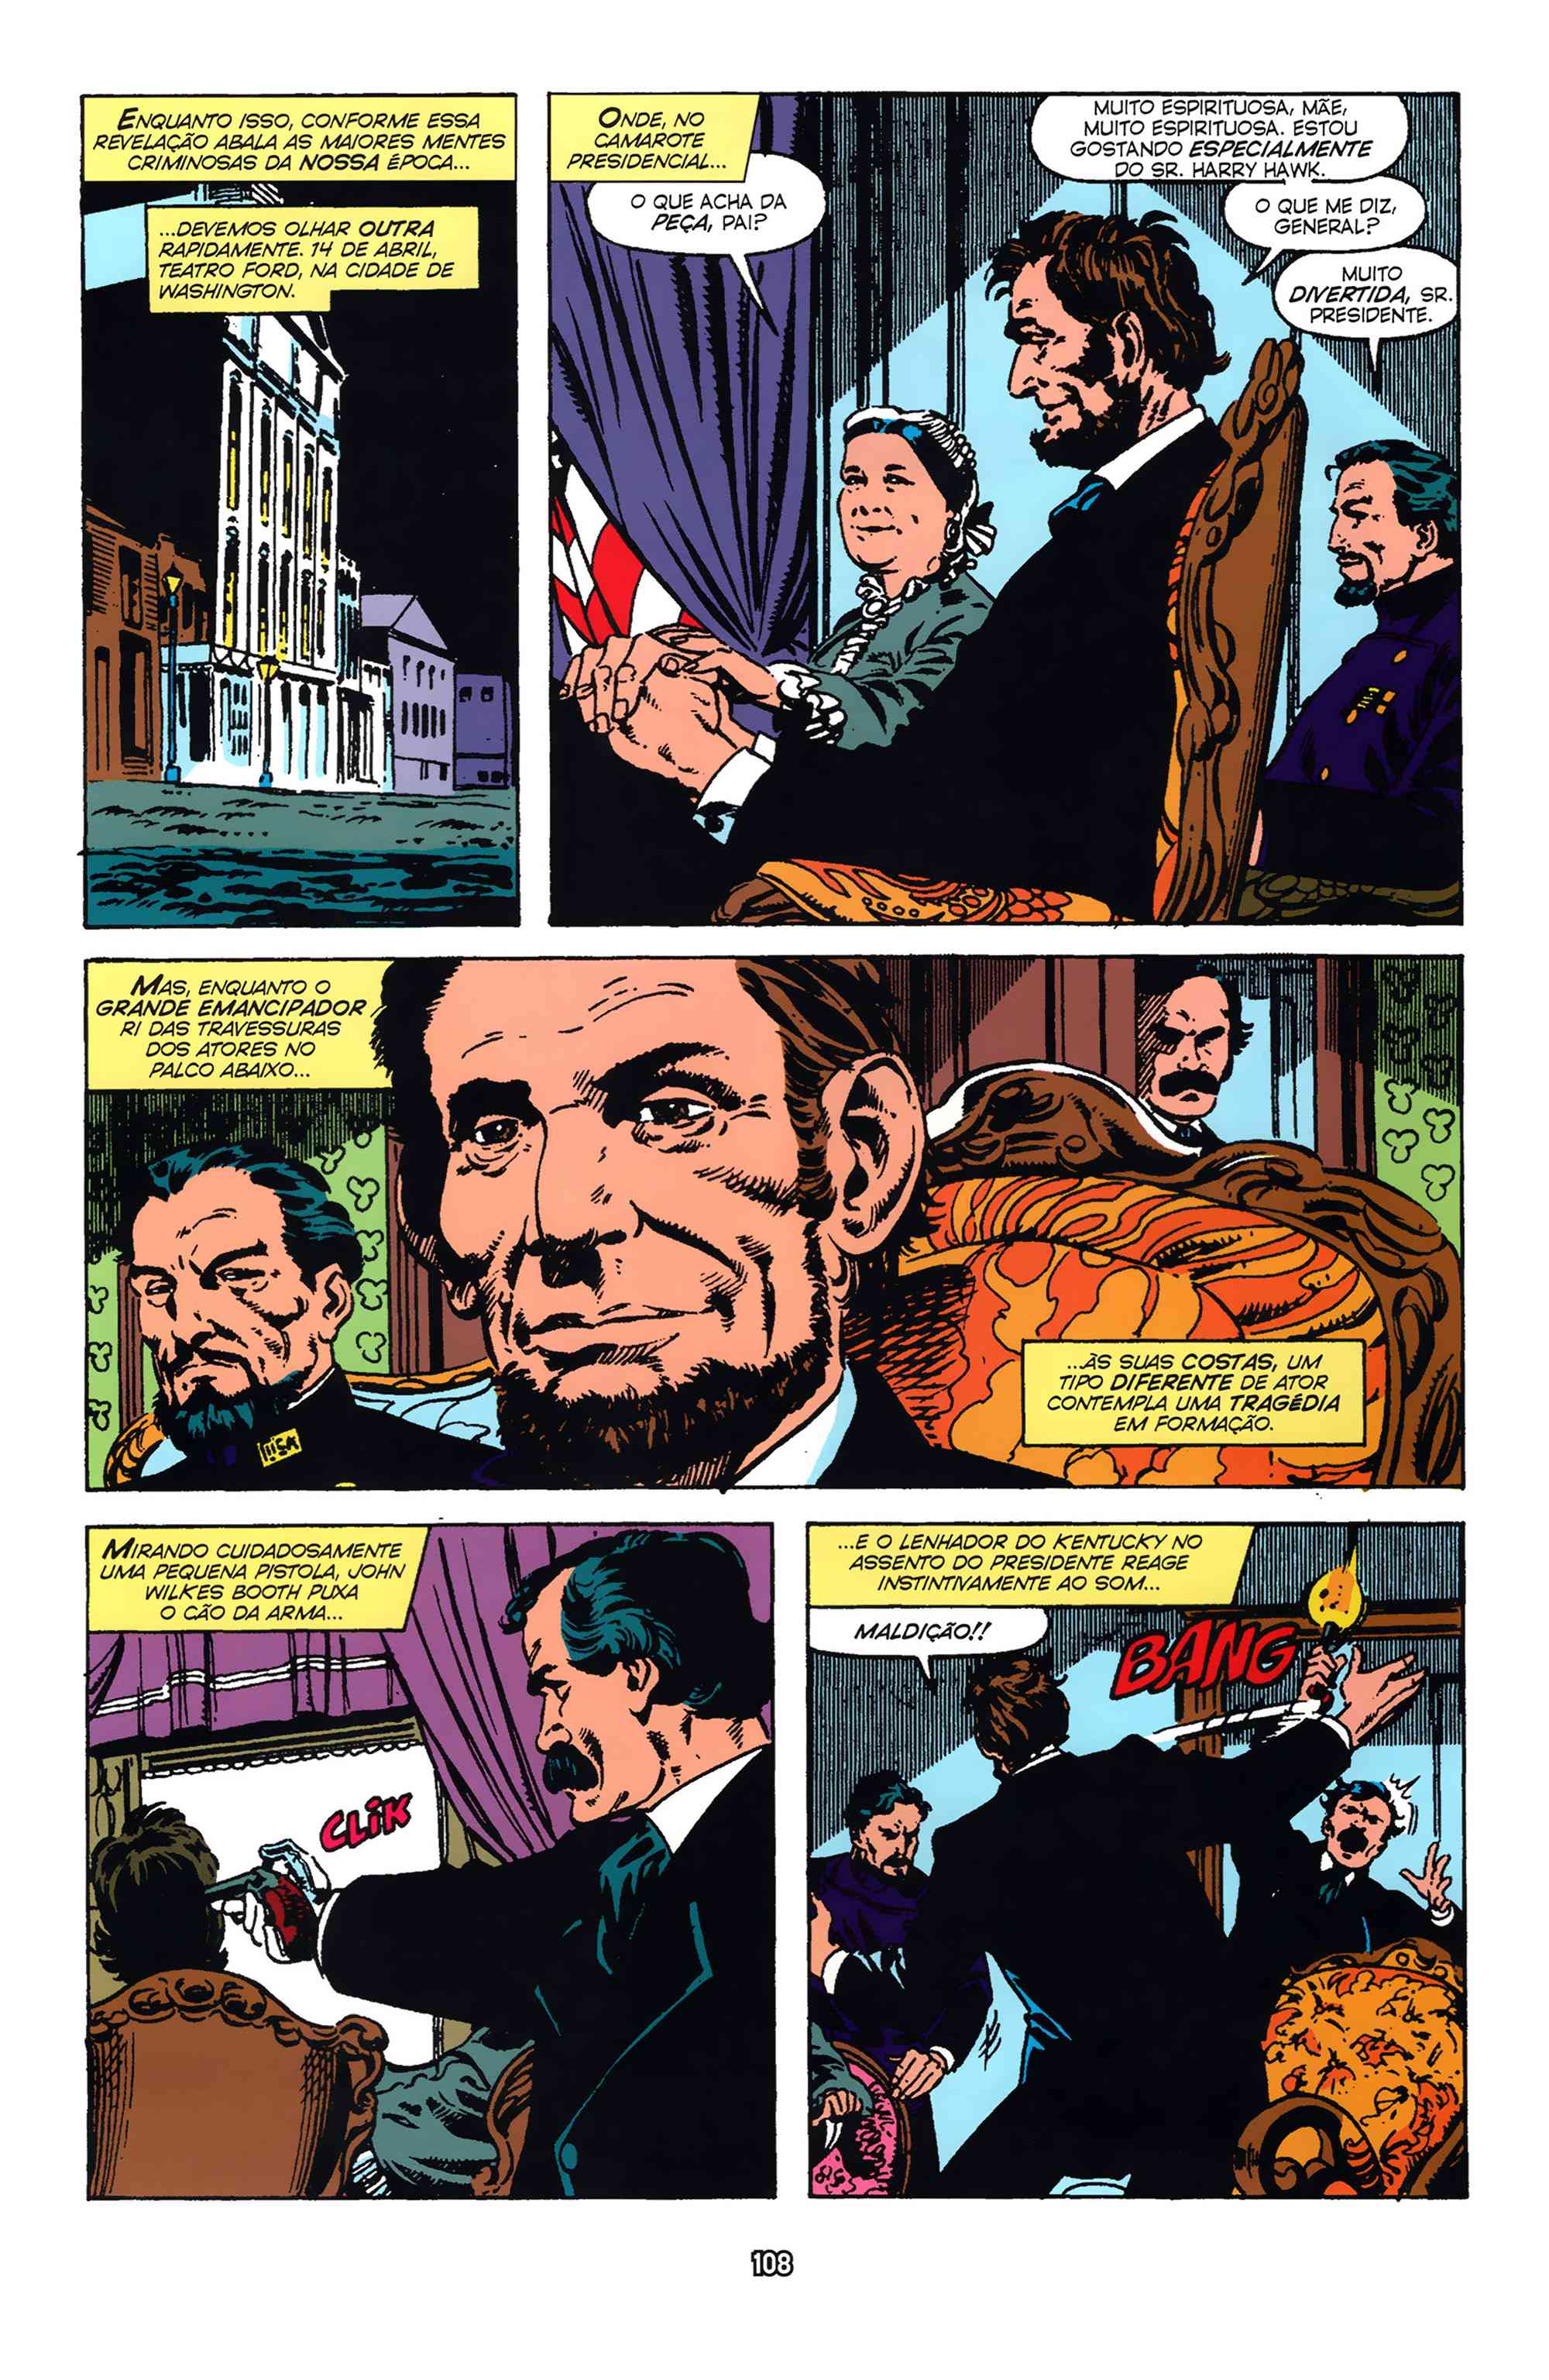 ENQUANTO ISSO, CONFORME ESSA
REVELAÇÃO ABALA AS MAIORES MENTES
CRIMINOSAS DA NOSSA ÉPOCA...
...DEVEMOS OLHAR OUTRA
RAPIDAMENTE. 14 DE ABRIL,
TEATRO FORD, NA CIDADE DE
WASHINGTON.
ONDE, NO
CAMAROTE
PRESIDENCIAL...
O QUE ACHA DA
PEÇA, PAI?
MUITO ESPIRITUOSA, MÃE,
MUITO ESPIRITUOSA. ESTOU
GOSTANDO ESPECIALMENTE
DO SR. HARRY HAWK.
O QUE ME DIZ,
GENERAL?
MUITO
DIVERTIDA, SR.
PRESIDENTE.
MAS, ENQUANTO O
GRANDE EMANCIPADOR
RI DAS TRAVESSURAS
DOS ATORES NO
PALCO ABAIXO...
...ÀS SUAS COSTAS, UM
TIPO DIFERENTE DE ATOR
CONTEMPLA UMA TRAGÉDIA
EM FORMAÇÃO.
MIRANDO CUIDADOSAMENTE
UMA PEQUENA PISTOLA, JOHN
WILKES BOOTH PUXA
O CÃO DA ARMA...
CLIK
...E O LENHADOR DO KENTUCKY NO
ASSENTO DO PRESIDENTE REAGE
INSTINTIVAMENTE AO SOM...
MALDIÇÃO!!
BANG
108